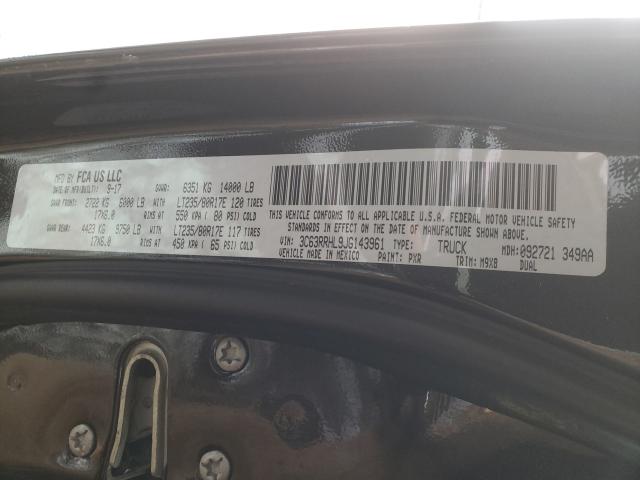 MFD BY FCA US LLC
DATE OF MFR(BUILT): 9-17 GVWR: 6351 KG 14000 LB
GAWR FRONT: 2722 KG 6000 LB WITH LT235/80R17E 120 TIRES
17X6.0 RIMS AT 550 KPA ( 80 PSI) COLD
GAWR REAR: 4423 KG 9750 LB WITH LT235/80R17E 117 TIRES
17X6.0 RIMS AT 450 KPA ( 65 PSI) COLD
THIS VEHICLE CONFORMS TO ALL APPLICABLE U.S.A. FEDERAL MOTOR VEHICLE SAFETY
STANDARDS IN EFFECT ON THE DATE OF MANUFACTURE SHOWN ABOVE.
VIN: 3C63RRHL9JG143961 TYPE: TRUCK MDH: 092721 349AA
VEHICLE MADE IN MEXICO PAINT: PXR TRIM: M9X8 DUAL